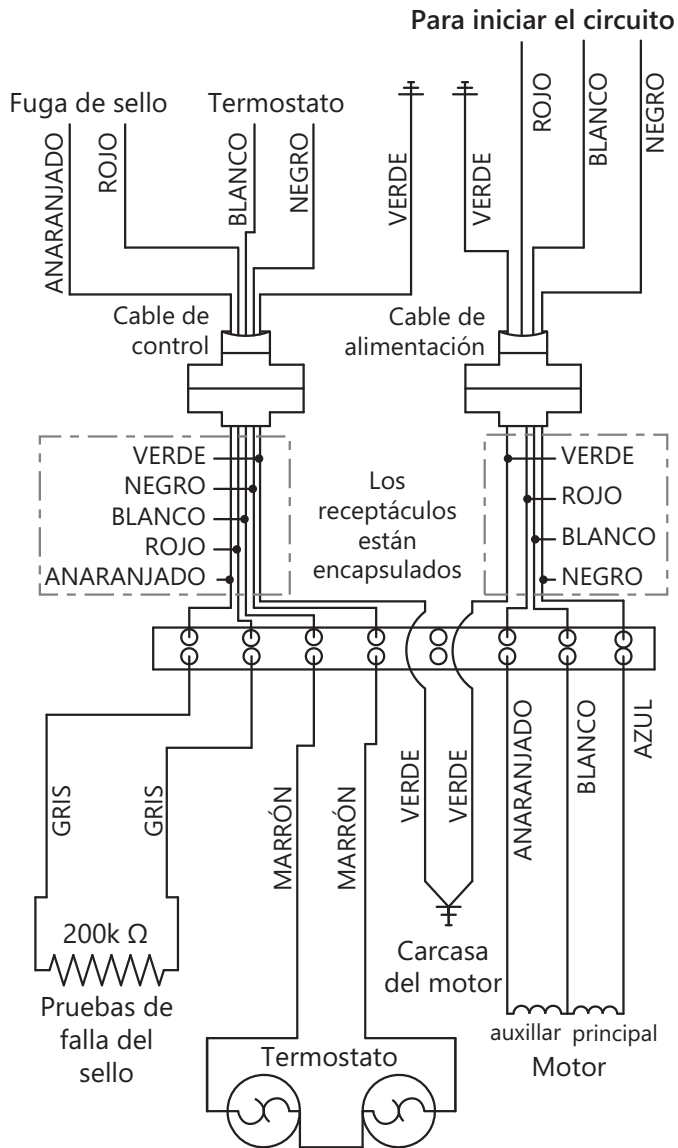 Para iniciar el circuito
Fuga de sello
Termostato
ANARANJADO
ROJO
BLANCO
NEGRO
VERDE
VERDE
ROJO
BLANCO
NEGRO
Cable de
control
Cable de
alimentación
VERDE
NEGRO
BLANCO
ROJO
ANARANJADO
Los
receptáculos
están
encapsulados
VERDE
ROJO
BLANCO
NEGRO
GRIS
GRIS
MARRÓN
MARRÓN
VERDE
VERDE
ANARANJADO
BLANCO
AZUL
200k Ω
Pruebas de
falla del
sello
Termostato
Carcasa
del motor
auxillar
principal
Motor